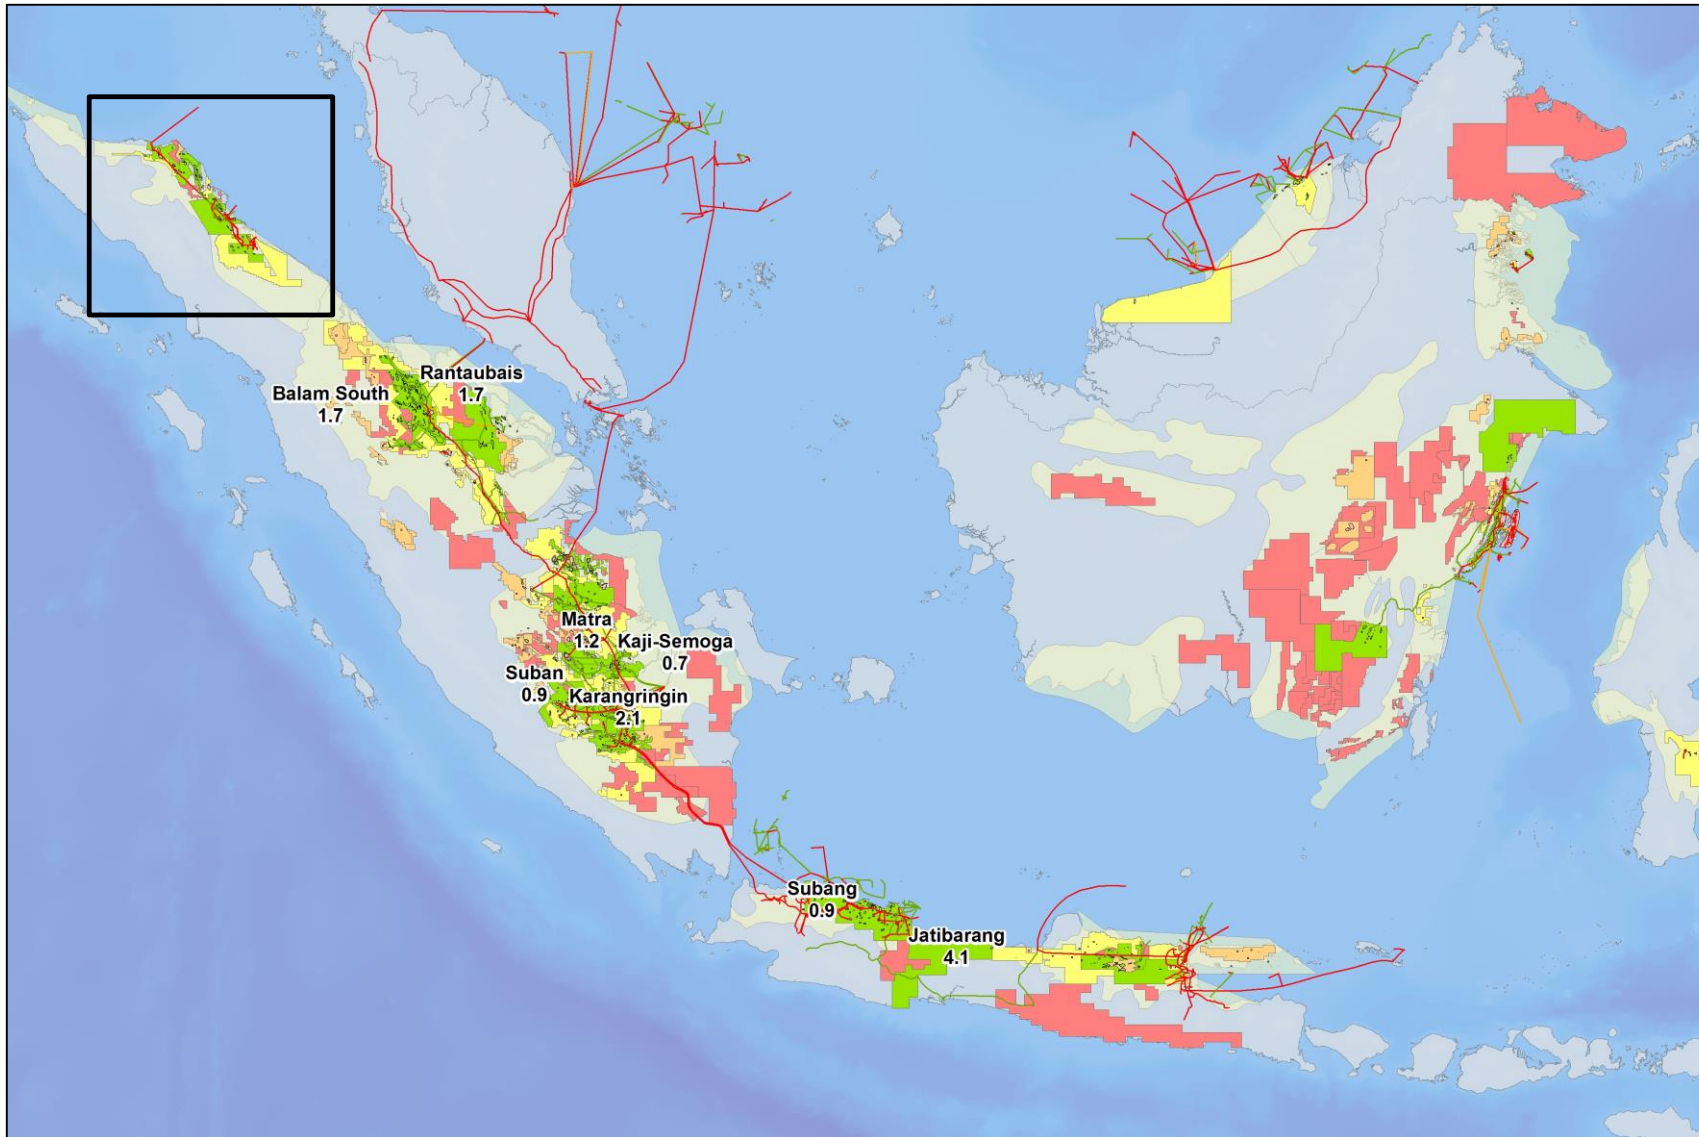 Rantaubais
1.7
Balam South
1.7
Matra
1.2
Kaji-Semoga
0.7
Suban
0.9
Karangringin
2.1
Subang
0.9
Jatibarang
4.1